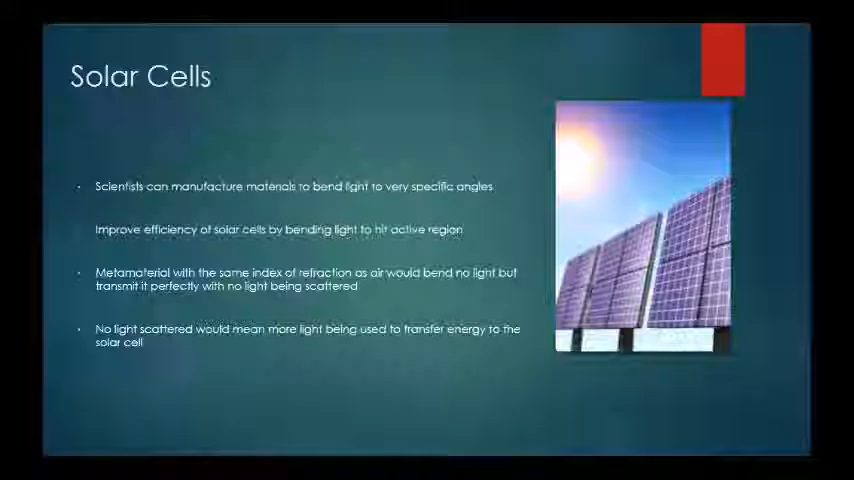 Solar Cells
Scientists can manufacture materials to bend light to very specific angles
Improve efficiency of solar cells by bending light to hit active region
Metamaterial with the same index of refraction as air would bend no light but
transmit it perfectly with no light being scattered
No light scattered would mean more light being used to transfer energy to the
solar cell